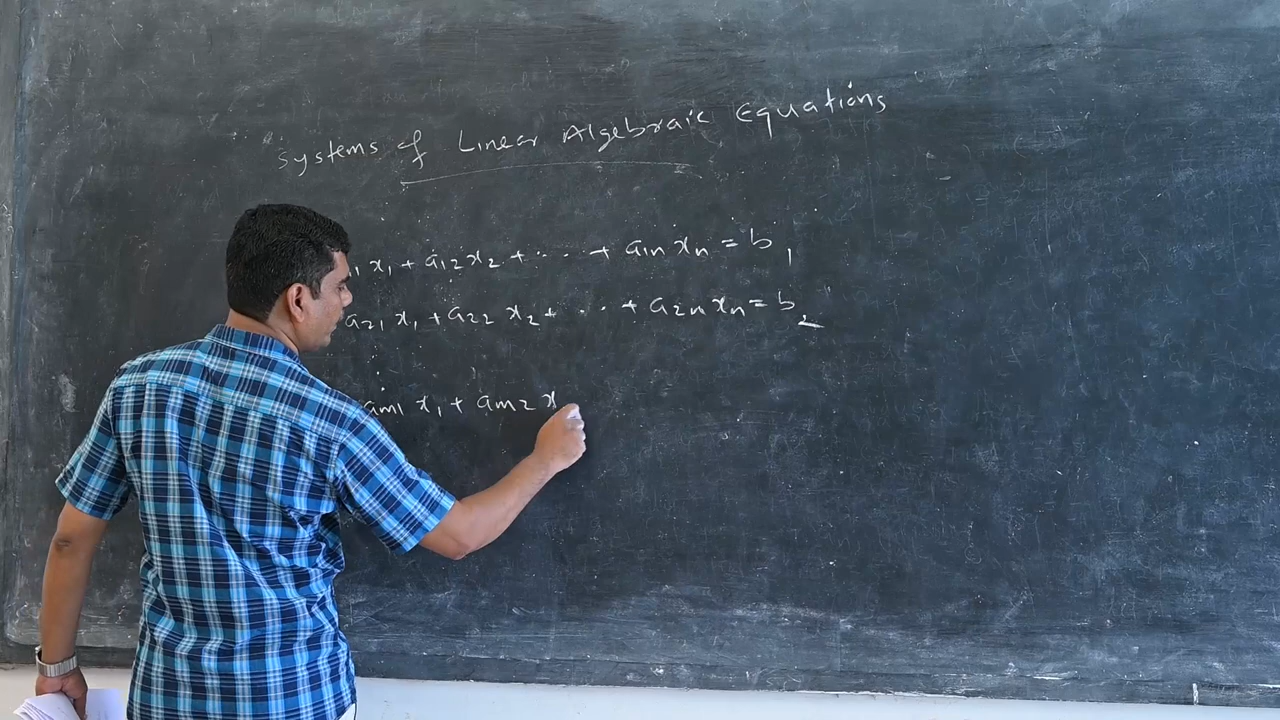 Systems of Linear Algebraic Equations
x₁ + a₁₂x₂ + ... + a₁ₙxₙ = b₁
a₂₁x₁ + a₂₂x₂ + ... + a₂ₙxₙ = b₂
aₘ₁x₁ + aₘ₂x